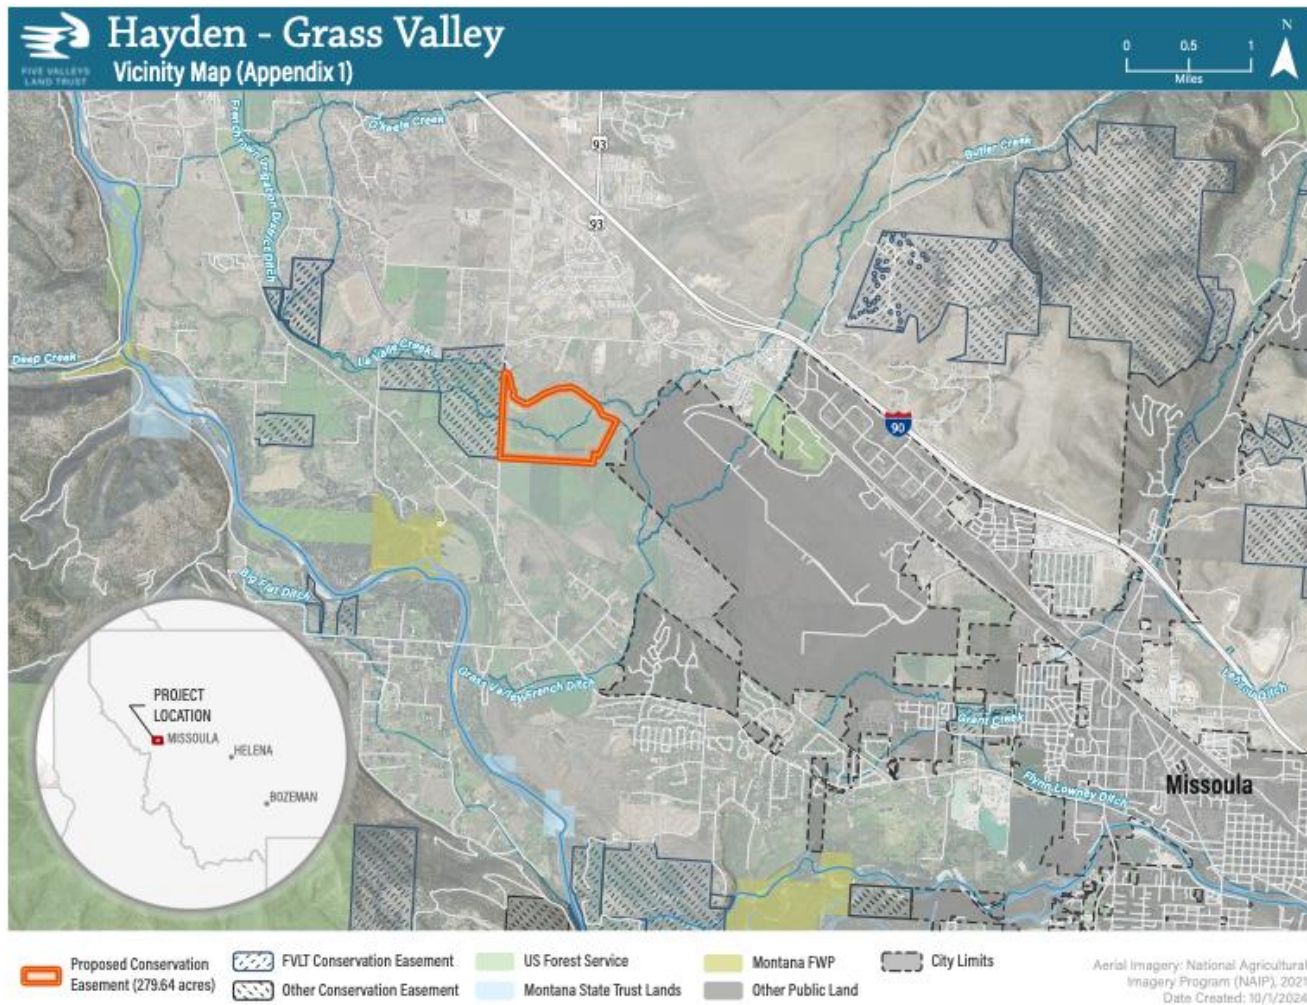 Hayden - Grass Valley
Vicinity Map (Appendix 1)
FIVE VALLEYS
LAND TRUST
N
0 0.5 1
Miles
O'Keefe Creek
Frenchtown Irrigation District Ditch
93
93
Butler Creek
La Valle Creek
Deep Creek
90
Big Flat Ditch
Grass Valley French Ditch
LaBou Ditch
Grant Creek
Flynn Lowney Ditch
Missoula
PROJECT
LOCATION
MISSOULA
HELENA
BOZEMAN
Proposed Conservation
Easement (279.64 acres)
FVLT Conservation Easement
Other Conservation Easement
US Forest Service
Montana State Trust Lands
Montana FWP
Other Public Land
City Limits
Aerial Imagery: National Agricultural
Imagery Program (NAIP), 2021
Date Created: 10/1/2024